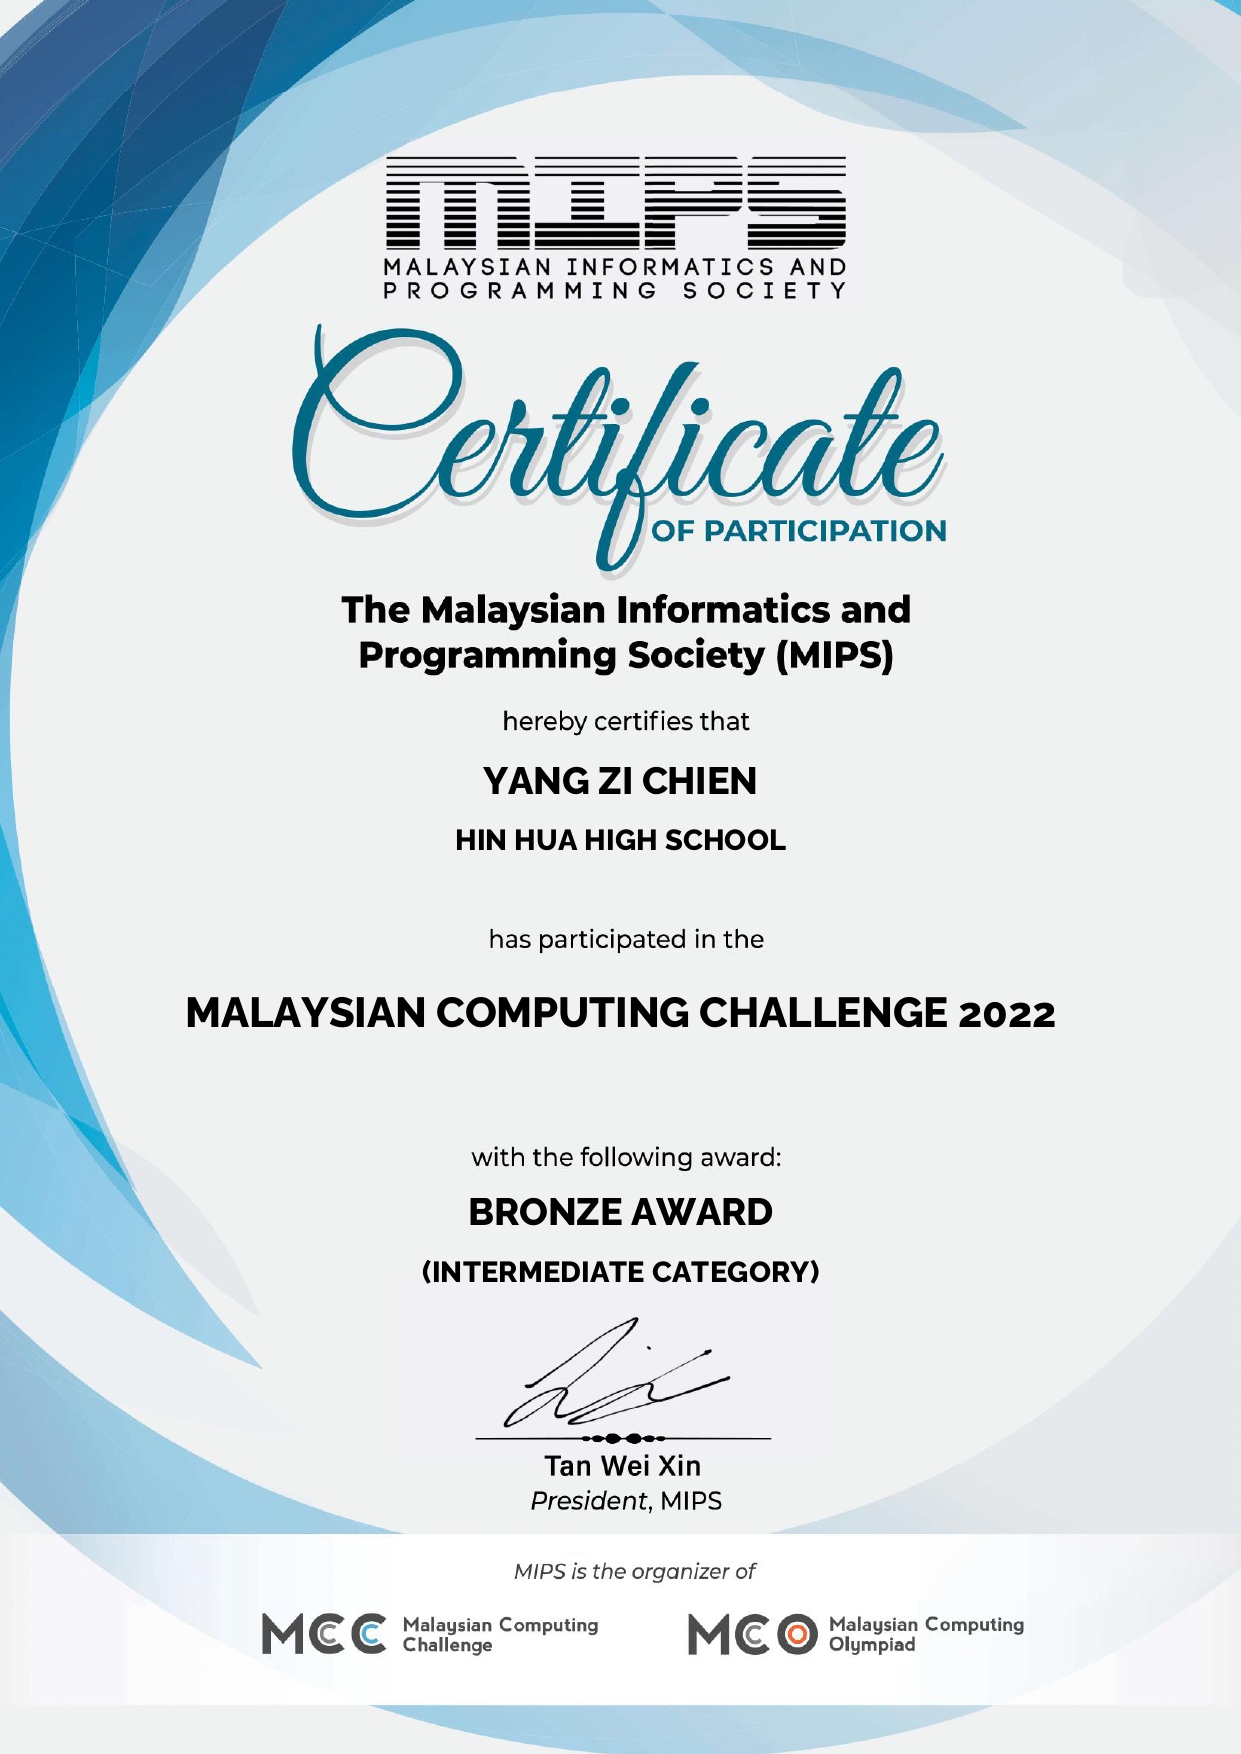 MIPS
MALAYSIAN INFORMATICS AND
PROGRAMMING SOCIETY
Certificate
OF PARTICIPATION
The Malaysian Informatics and
Programming Society (MIPS)
hereby certifies that
YANG ZI CHIEN
HIN HUA HIGH SCHOOL
has participated in the
MALAYSIAN COMPUTING CHALLENGE 2022
with the following award:
BRONZE AWARD
(INTERMEDIATE CATEGORY)
Tan Wei Xin
President, MIPS
MIPS is the organizer of
MCC Malaysian Computing
Challenge
MCO Malaysian Computing
Olympiad